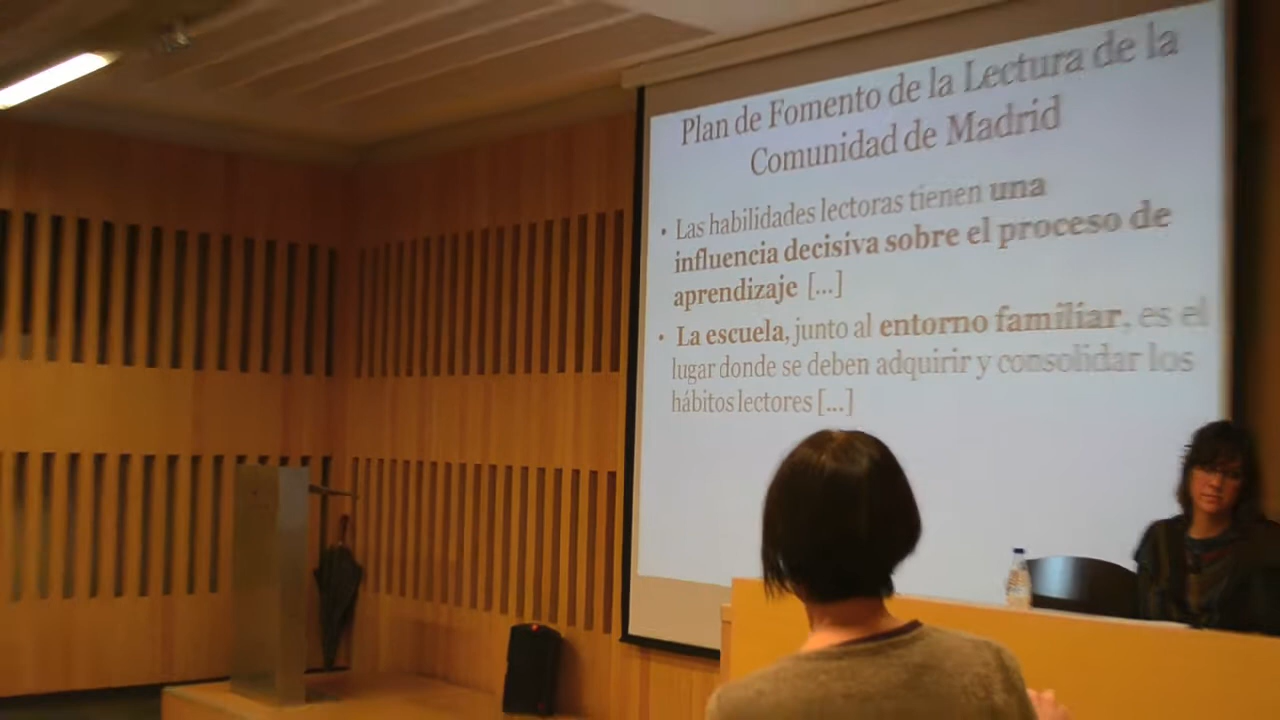 Plan de Fomento de la Lectura de la
Comunidad de Madrid
• Las habilidades lectoras tienen una
influencia decisiva sobre el proceso de
aprendizaje [...]
• La escuela, junto al entorno familiar, es el
lugar donde se deben adquirir y consolidar los
hábitos lectores [...]